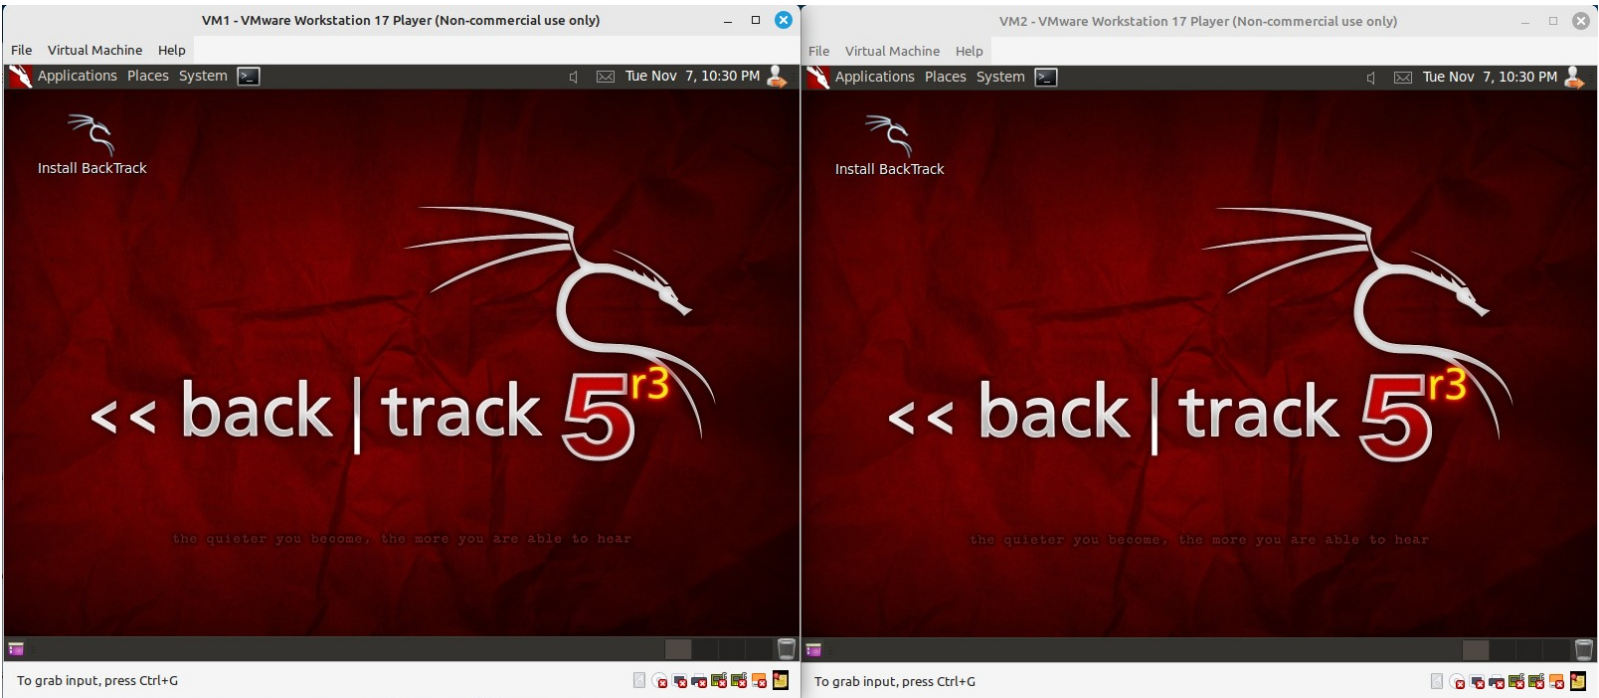 VM1 - VMware Workstation 17 Player (Non-commercial use only)
File Virtual Machine Help
Applications Places System >_ Tue Nov 7, 10:30 PM
Install BackTrack
<< back | track 5 r3
the quieter you become, the more you are able to hear
To grab input, press Ctrl+G
VM2 - VMware Workstation 17 Player (Non-commercial use only)
File Virtual Machine Help
Applications Places System >_ Tue Nov 7, 10:30 PM
Install BackTrack
<< back | track 5 r3
the quieter you become, the more you are able to hear
To grab input, press Ctrl+G